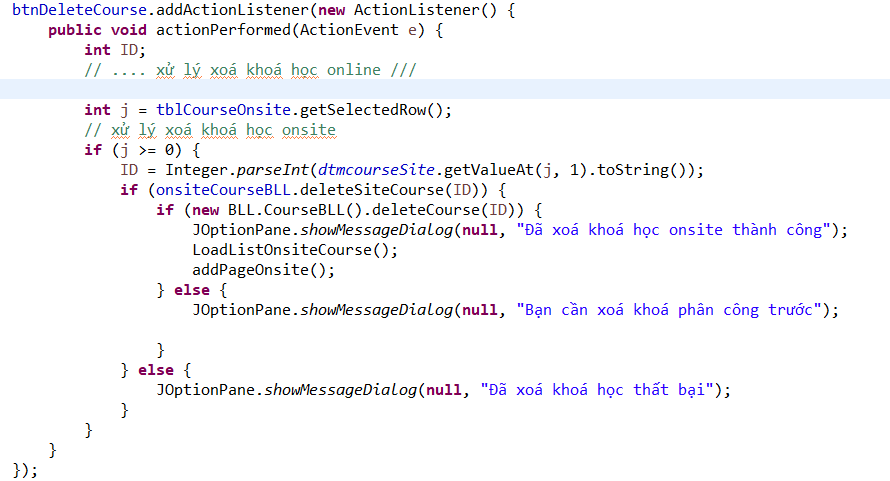 btnDeleteCourse.addActionListener(new ActionListener() {
public void actionPerformed(ActionEvent e) {
int ID;
// .... xử lý xoá khoá học online ///
int j = tblCourseOnsite.getSelectedRow();
// xử lý xoá khoá học onsite
if (j >= 0) {
ID = Integer.parseInt(dtmcourseSite.getValueAt(j, 1).toString());
if (onsiteCourseBLL.deleteSiteCourse(ID)) {
if (new BLL.CourseBLL().deleteCourse(ID)) {
JOptionPane.showMessageDialog(null, "Đã xoá khoá học onsite thành công");
LoadListOnsiteCourse();
addPageOnsite();
} else {
JOptionPane.showMessageDialog(null, "Bạn cần xoá khoá phân công trước");
}
} else {
JOptionPane.showMessageDialog(null, "Đã xoá khoá học thất bại");
}
}
}
});